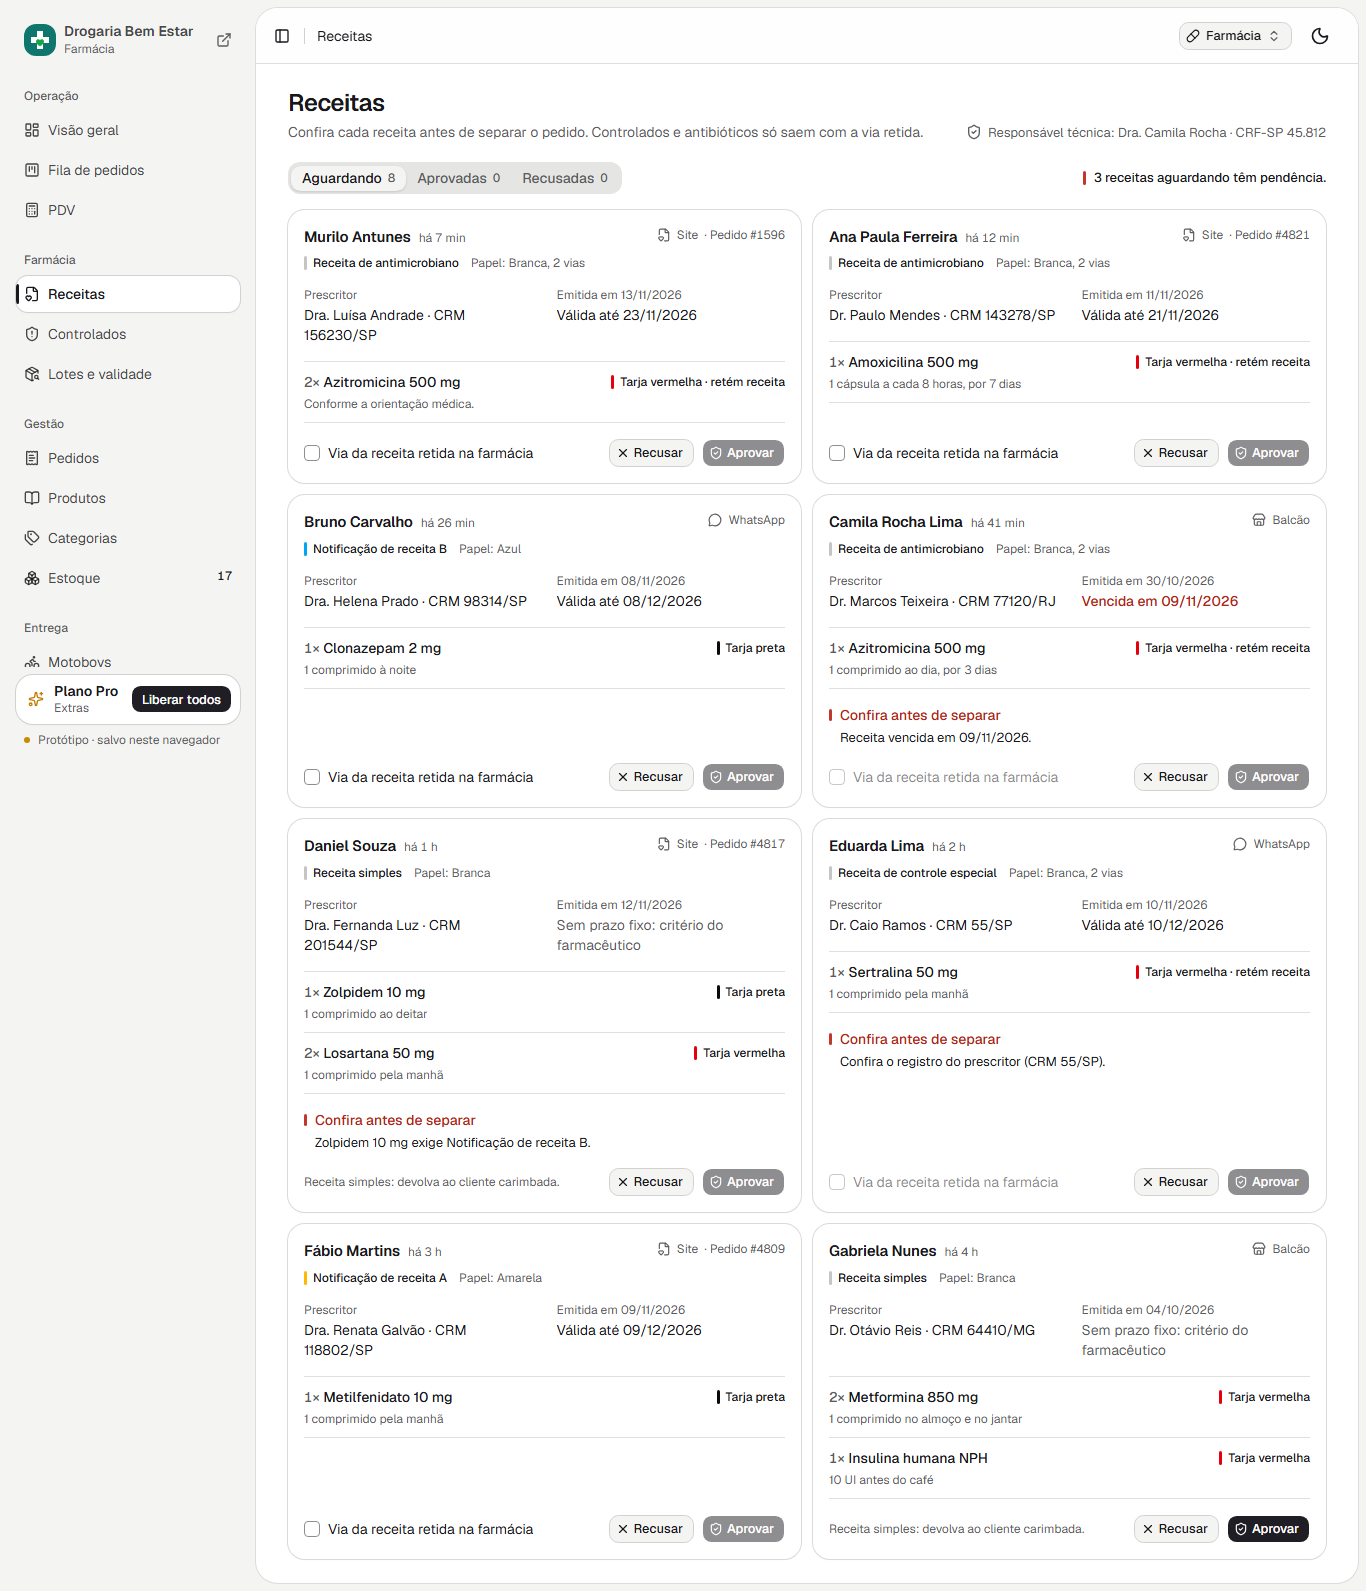 Drogaria Bem Estar
Farmácia
Operação
Visão geral
Fila de pedidos
PDV
Farmácia
Receitas
Controlados
Lotes e validade
Gestão
Pedidos
Produtos
Categorias
Estoque 17
Entrega
Motoboys
Plano Pro
Extras
Liberar todos
Protótipo · salvo neste navegador
Receitas
Farmácia
Receitas
Confira cada receita antes de separar o pedido. Controlados e antibióticos só saem com a via retida.
Responsável técnica: Dra. Camila Rocha · CRF-SP 45.812
Aguardando 8 Aprovadas 0 Recusadas 0
3 receitas aguardando têm pendência.
Murilo Antunes há 7 min
Site · Pedido #1596
Receita de antimicrobiano Papel: Branca, 2 vias
Prescritor
Dra. Luísa Andrade · CRM
156230/SP
Emitida em 13/11/2026
Válida até 23/11/2026
2× Azitromicina 500 mg
Tarja vermelha · retém receita
Conforme a orientação médica.
Via da receita retida na farmácia
Recusar
Aprovar
Ana Paula Ferreira há 12 min
Site · Pedido #4821
Receita de antimicrobiano Papel: Branca, 2 vias
Prescritor
Dr. Paulo Mendes · CRM 143278/SP
Emitida em 11/11/2026
Válida até 21/11/2026
1× Amoxicilina 500 mg
Tarja vermelha · retém receita
1 cápsula a cada 8 horas, por 7 dias
Via da receita retida na farmácia
Recusar
Aprovar
Bruno Carvalho há 26 min
WhatsApp
Notificação de receita B Papel: Azul
Prescritor
Dra. Helena Prado · CRM 98314/SP
Emitida em 08/11/2026
Válida até 08/12/2026
1× Clonazepam 2 mg
Tarja preta
1 comprimido à noite
Via da receita retida na farmácia
Recusar
Aprovar
Camila Rocha Lima há 41 min
Balcão
Receita de antimicrobiano Papel: Branca, 2 vias
Prescritor
Dr. Marcos Teixeira · CRM 77120/RJ
Emitida em 30/10/2026
Vencida em 09/11/2026
1× Azitromicina 500 mg
Tarja vermelha · retém receita
1 comprimido ao dia, por 3 dias
Confira antes de separar
Receita vencida em 09/11/2026.
Via da receita retida na farmácia
Recusar
Aprovar
Daniel Souza há 1 h
Site · Pedido #4817
Receita simples Papel: Branca
Prescritor
Dra. Fernanda Luz · CRM
201544/SP
Emitida em 12/11/2026
Sem prazo fixo: critério do
farmacêutico
1× Zolpidem 10 mg
Tarja preta
1 comprimido ao deitar
2× Losartana 50 mg
Tarja vermelha
1 comprimido pela manhã
Confira antes de separar
Zolpidem 10 mg exige Notificação de receita B.
Receita simples: devolva ao cliente carimbada.
Recusar
Aprovar
Eduarda Lima há 2 h
WhatsApp
Receita de controle especial Papel: Branca, 2 vias
Prescritor
Dr. Caio Ramos · CRM 55/SP
Emitida em 10/11/2026
Válida até 10/12/2026
1× Sertralina 50 mg
Tarja vermelha · retém receita
1 comprimido pela manhã
Confira antes de separar
Confira o registro do prescritor (CRM 55/SP).
Via da receita retida na farmácia
Recusar
Aprovar
Fábio Martins há 3 h
Site · Pedido #4809
Notificação de receita A Papel: Amarela
Prescritor
Dra. Renata Galvão · CRM
118802/SP
Emitida em 09/11/2026
Válida até 09/12/2026
1× Metilfenidato 10 mg
Tarja preta
1 comprimido pela manhã
Via da receita retida na farmácia
Recusar
Aprovar
Gabriela Nunes há 4 h
Balcão
Receita simples Papel: Branca
Prescritor
Dr. Otávio Reis · CRM 64410/MG
Emitida em 04/10/2026
Sem prazo fixo: critério do
farmacêutico
2× Metformina 850 mg
Tarja vermelha
1 comprimido no almoço e no jantar
1× Insulina humana NPH
Tarja vermelha
10 UI antes do café
Receita simples: devolva ao cliente carimbada.
Recusar
Aprovar